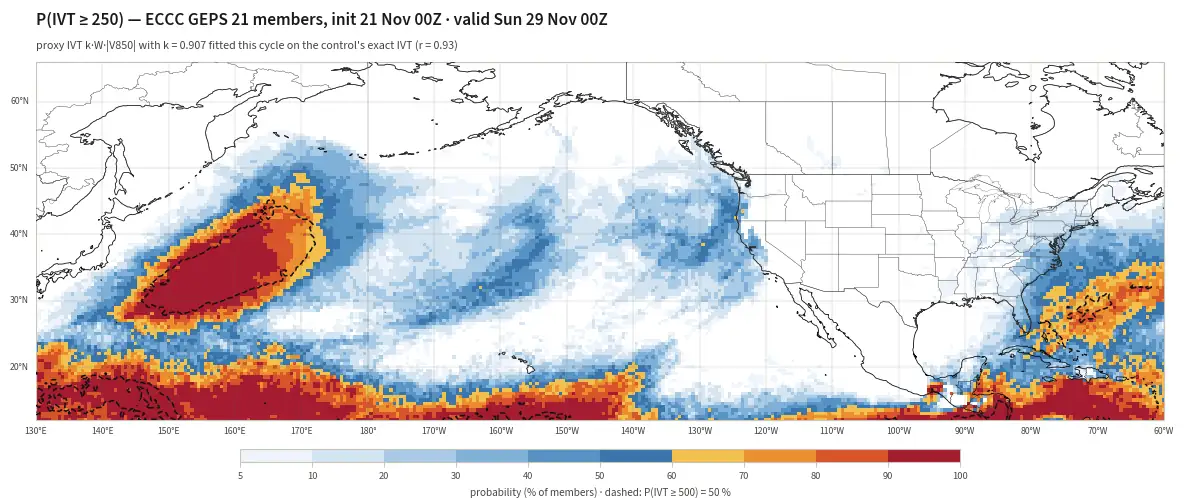 P(IVT ≥ 250) — ECCC GEPS 21 members, init 21 Nov 00Z · valid Sun 29 Nov 00Z
proxy IVT k·W·|V850| with k = 0.907 fitted this cycle on the control's exact IVT (r = 0.93)
60°N
50°N
40°N
30°N
20°N
130°E 140°E 150°E 160°E 170°E 180° 170°W 160°W 150°W 140°W 130°W 120°W 110°W 100°W 90°W 80°W 70°W 60°W
5 10 20 30 40 50 60 70 80 90 100
probability (% of members) · dashed: P(IVT ≥ 500) = 50 %